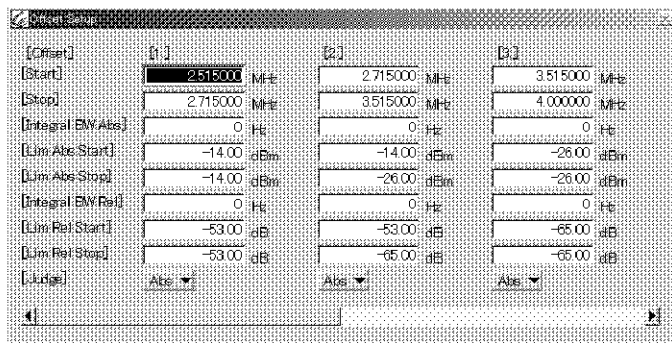 Offset Setup
[Offset] [1:] [2:] [3:]
[Start] 2.515000 MHz 2.715000 MHz 3.515000 MHz
[Stop] 2.715000 MHz 3.515000 MHz 4.000000 MHz
[Integral BW Abs] 0 Hz 0 Hz 0 Hz
[Lim Abs Start] -14.00 dBm -14.00 dBm -26.00 dBm
[Lim Abs Stop] -14.00 dBm -26.00 dBm -26.00 dBm
[Integral BW Rel] 0 Hz 0 Hz 0 Hz
[Lim Rel Start] -53.00 dB -53.00 dB -65.00 dB
[Lim Rel Stop] -53.00 dB -65.00 dB -65.00 dB
[Judge] Abs Abs Abs